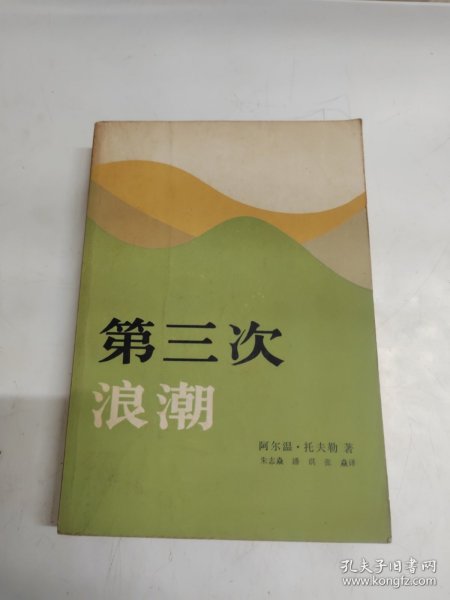 第三次
浪潮
阿尔温·托夫勒 著
朱志焱 潘琪 张焱译
孔夫子旧书网
www.kongfz.com